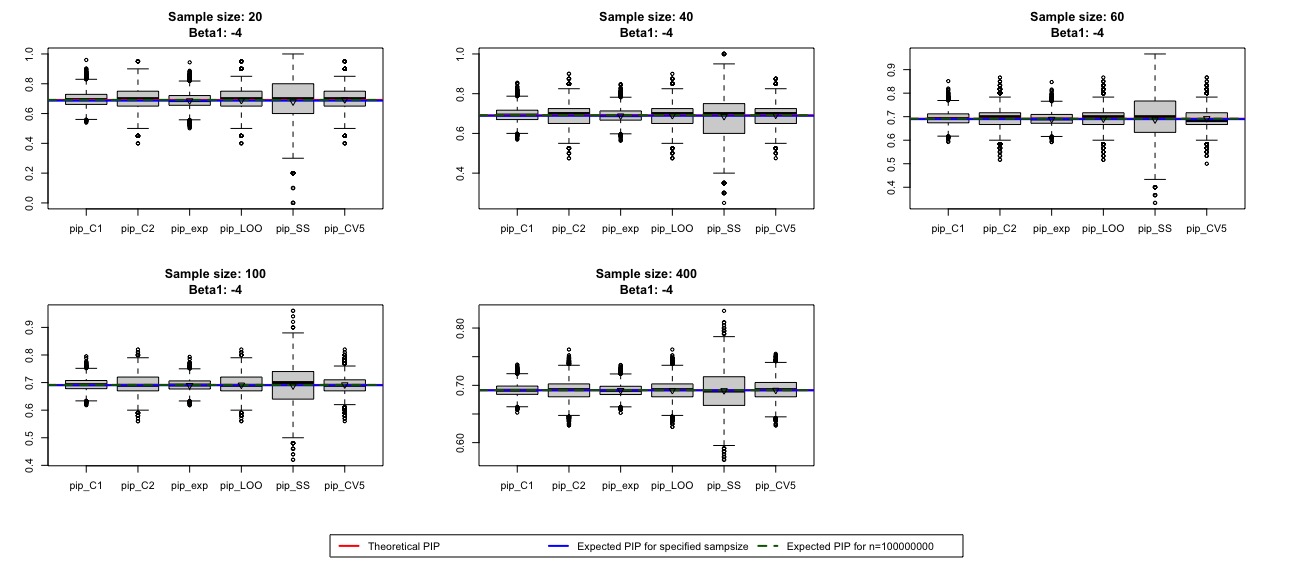 Sample size: 20
Beta1: -4
1.0
0.8
0.6
0.4
0.2
0.0
pip_C1 pip_C2 pip_exp pip_LOO pip_SS pip_CV5
Sample size: 40
Beta1: -4
1.0
0.8
0.6
0.4
pip_C1 pip_C2 pip_exp pip_LOO pip_SS pip_CV5
Sample size: 60
Beta1: -4
0.9
0.8
0.7
0.6
0.5
0.4
pip_C1 pip_C2 pip_exp pip_LOO pip_SS pip_CV5
Sample size: 100
Beta1: -4
0.9
0.8
0.7
0.6
0.5
0.4
pip_C1 pip_C2 pip_exp pip_LOO pip_SS pip_CV5
Sample size: 400
Beta1: -4
0.80
0.70
0.60
pip_C1 pip_C2 pip_exp pip_LOO pip_SS pip_CV5
Theoretical PIP Expected PIP for specified sampsize Expected PIP for n=100000000